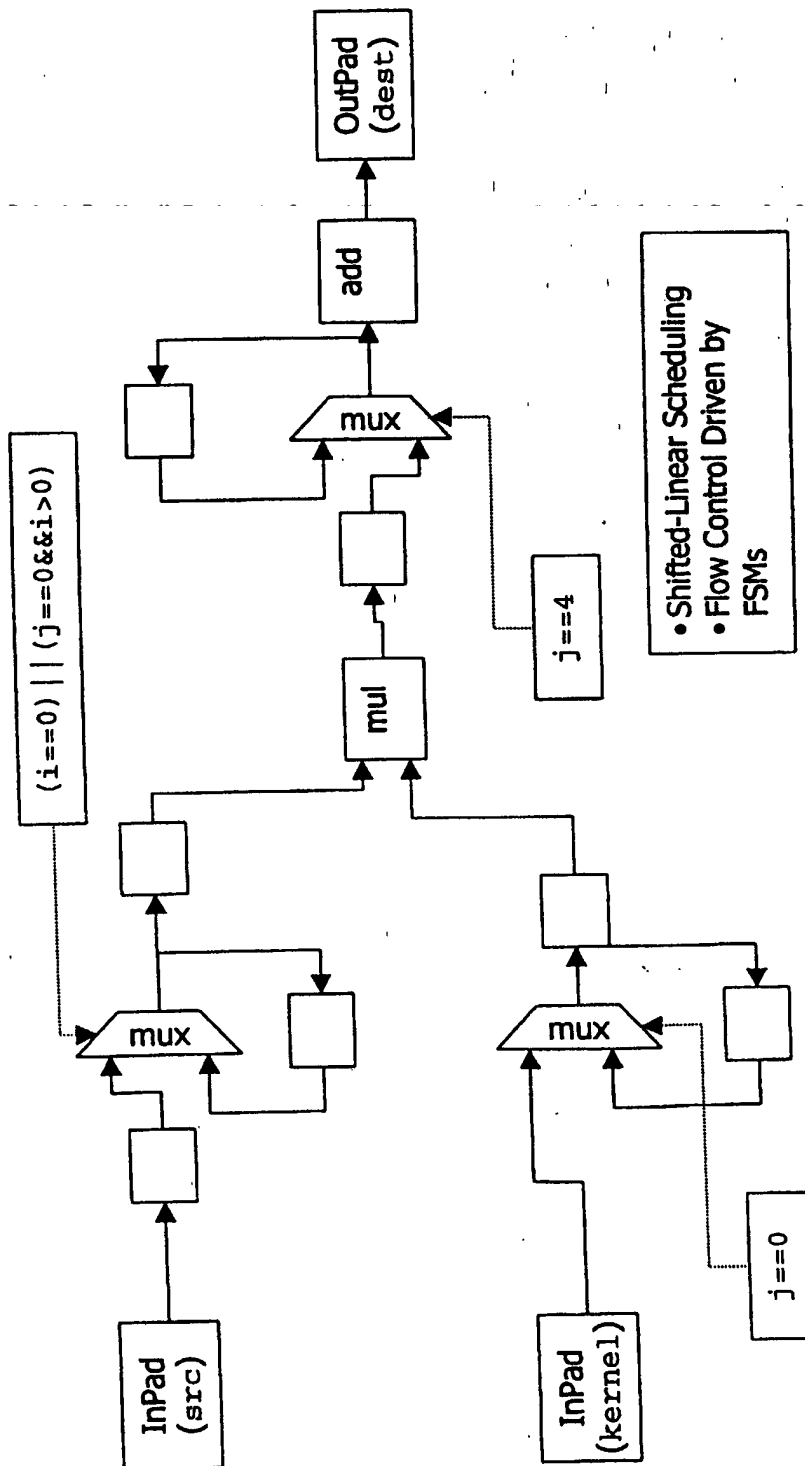 InPad
(src)
mux
(i==0)||(j==0&&i>0)
InPad
(kernel)
mux
j==0
mul
mux
j==4
add
OutPad
(dest)
• Shifted-Linear Scheduling
• Flow Control Driven by
FSMs